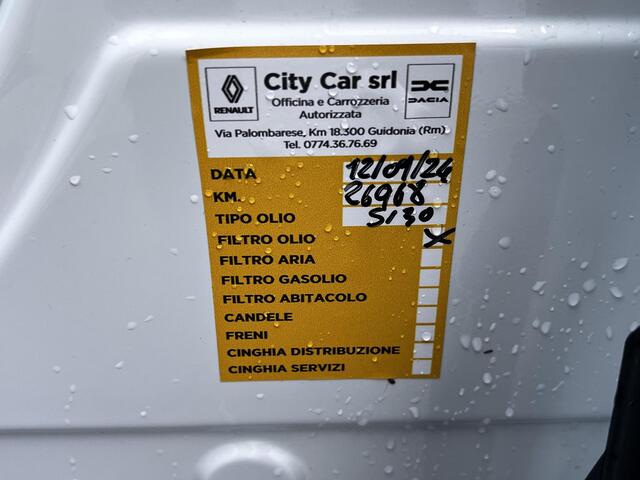 City Car srl
RENAULT
Officina e Carrozzeria
Autorizzata
DACIA
Via Palombarese, Km 18.300 Guidonia (Rm)
Tel. 0774.36.76.69
DATA 12/09/24
KM. 26968
TIPO OLIO 5/30
FILTRO OLIO X
FILTRO ARIA
FILTRO GASOLIO
FILTRO ABITACOLO
CANDELE
FRENI
CINGHIA DISTRIBUZIONE
CINGHIA SERVIZI